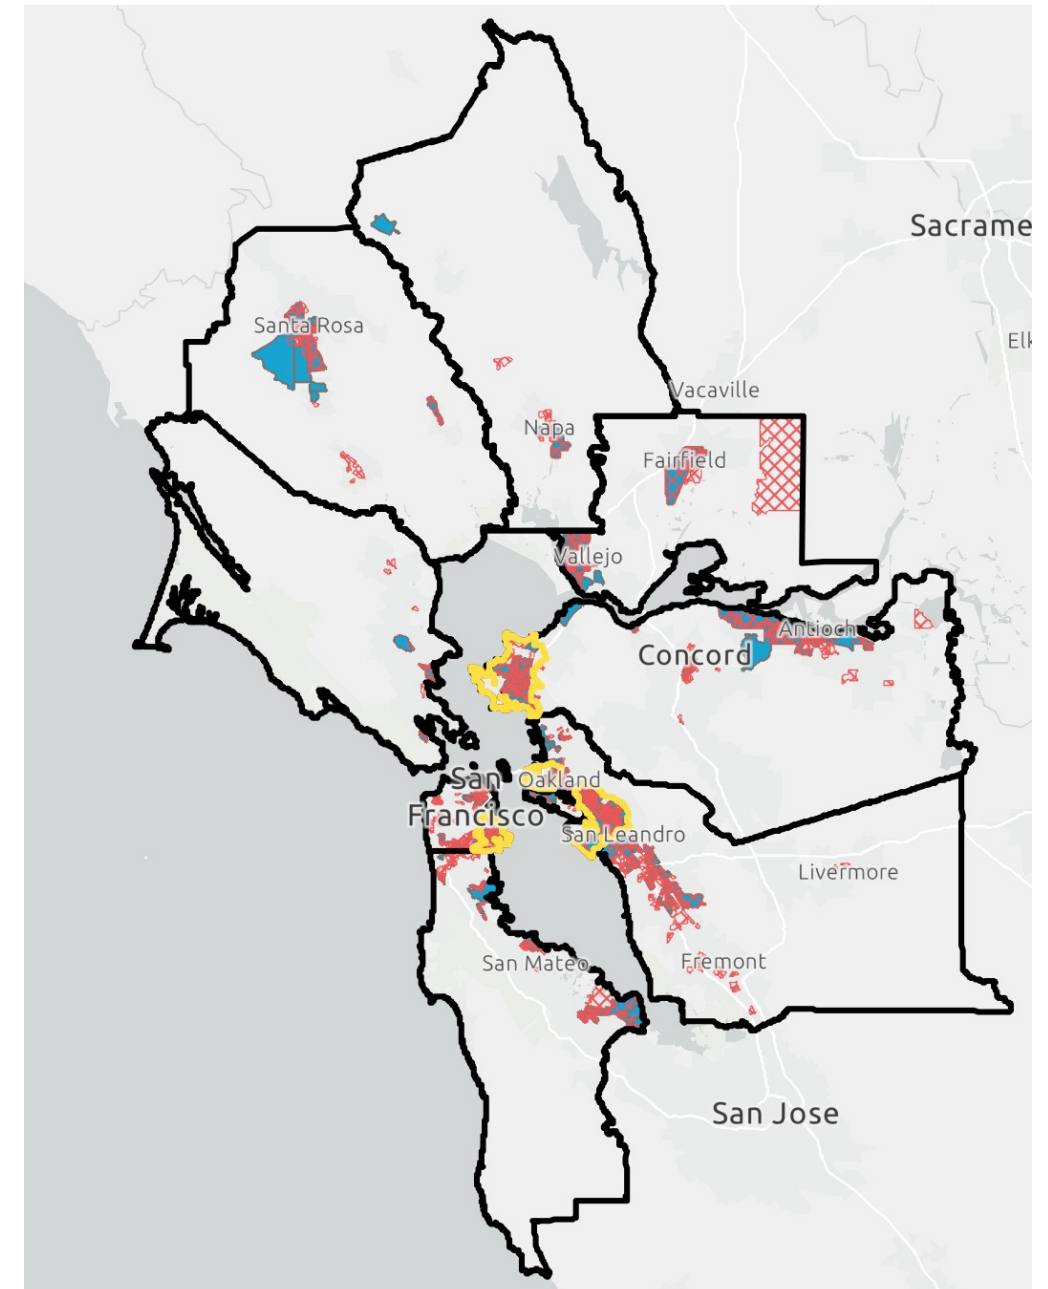 Sacrame
Santa Rosa
Elk
Vacaville
Napa
Fairfield
Vallejo
Antioch
Concord
San
Francisco
Oakland
San Leandro
Livermore
San Mateo
Fremont
San Jose